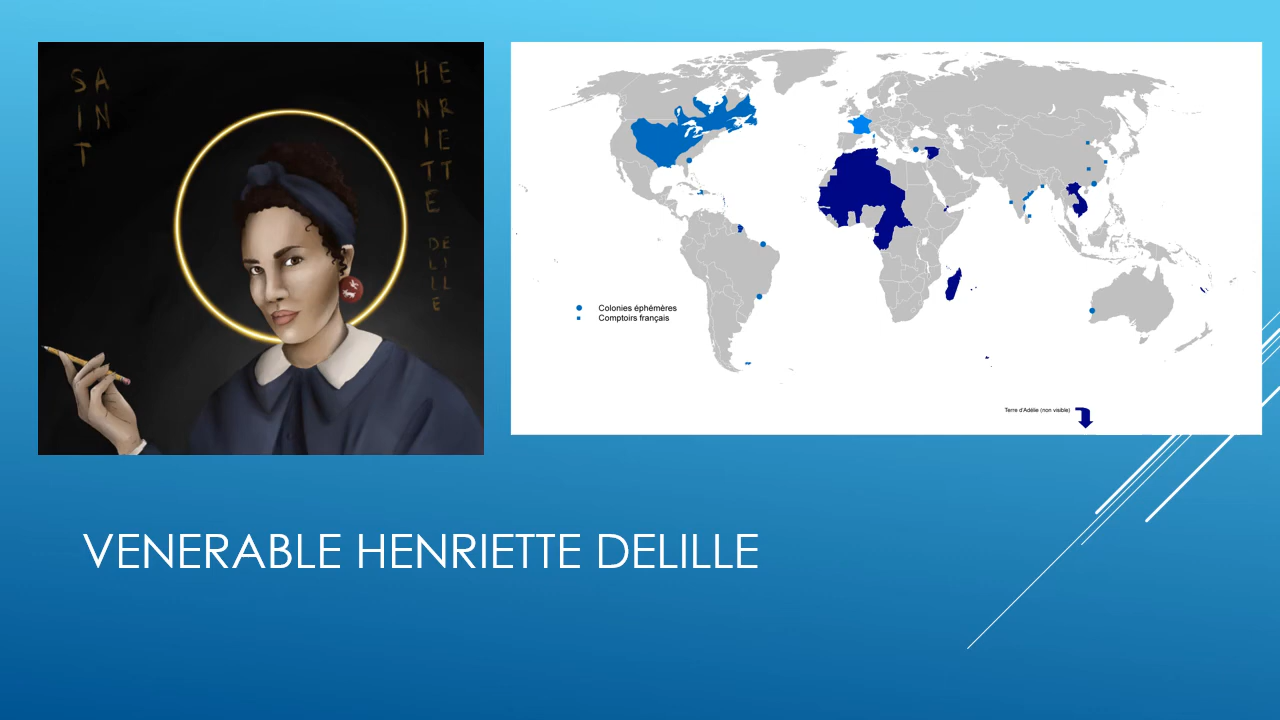 SAINT
HENRIETTE
DELILLE
Colonies éphémères
Comptoirs français
Terre d'Adélie (non visible)
VENERABLE HENRIETTE DELILLE